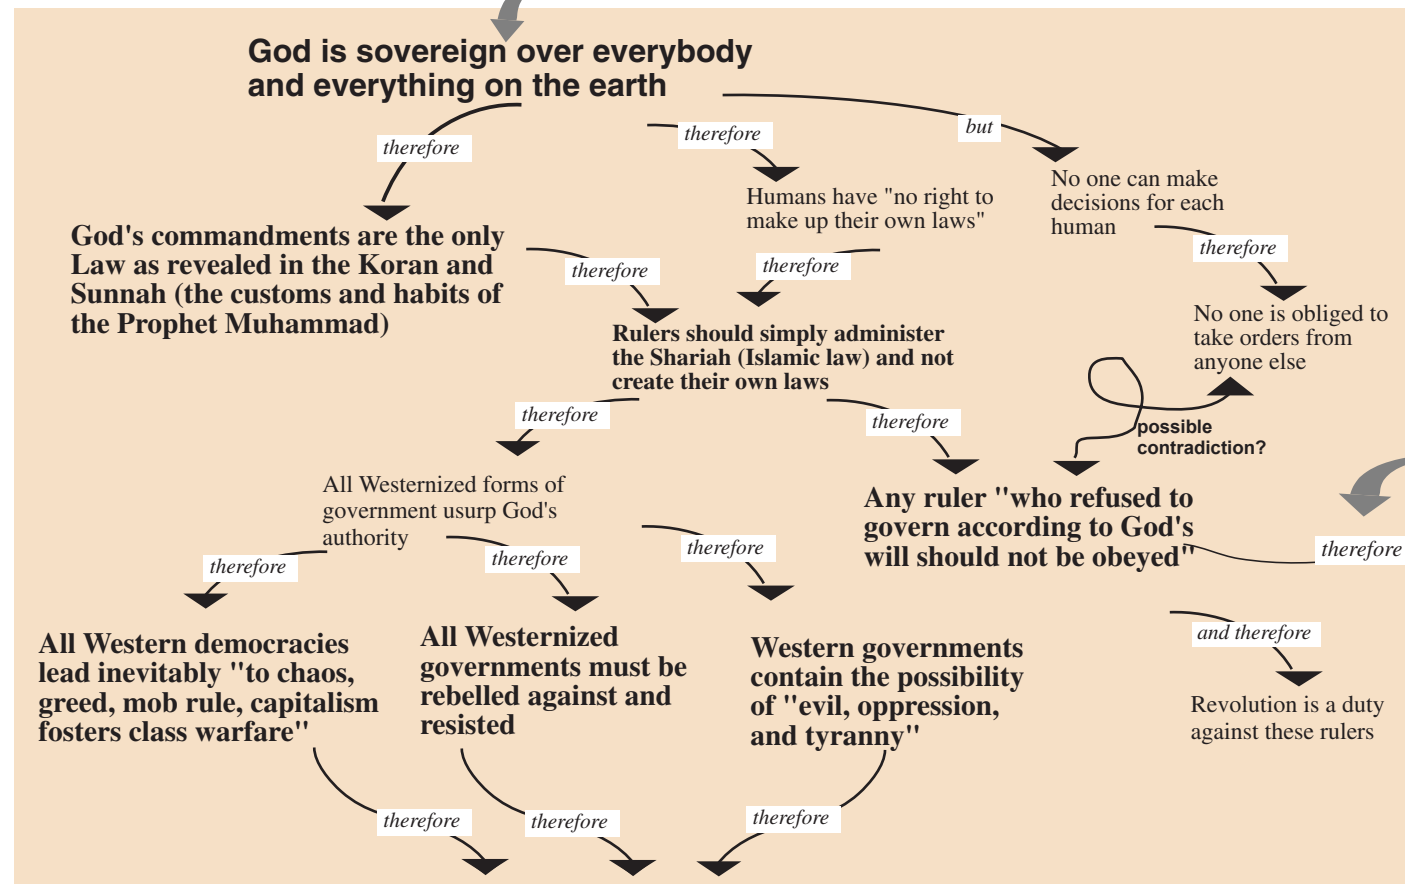 God is sovereign over everybody
and everything on the earth
therefore
therefore
but
Humans have "no right to
make up their own laws"
No one can make
decisions for each
human
God's commandments are the only
Law as revealed in the Koran and
Sunnah (the customs and habits of
the Prophet Muhammad)
therefore
therefore
therefore
Rulers should simply administer
the Shariah (Islamic law) and not
create their own laws
No one is obliged to
take orders from
anyone else
therefore
therefore
possible
contradiction?
All Westernized forms of
government usurp God's
authority
Any ruler "who refused to
govern according to God's
will should not be obeyed"
therefore
therefore
therefore
therefore
All Western democracies
lead inevitably "to chaos,
greed, mob rule, capitalism
fosters class warfare"
All Westernized
governments must be
rebelled against and
resisted
Western governments
contain the possibility
of "evil, oppression,
and tyranny"
and therefore
Revolution is a duty
against these rulers
therefore
therefore
therefore